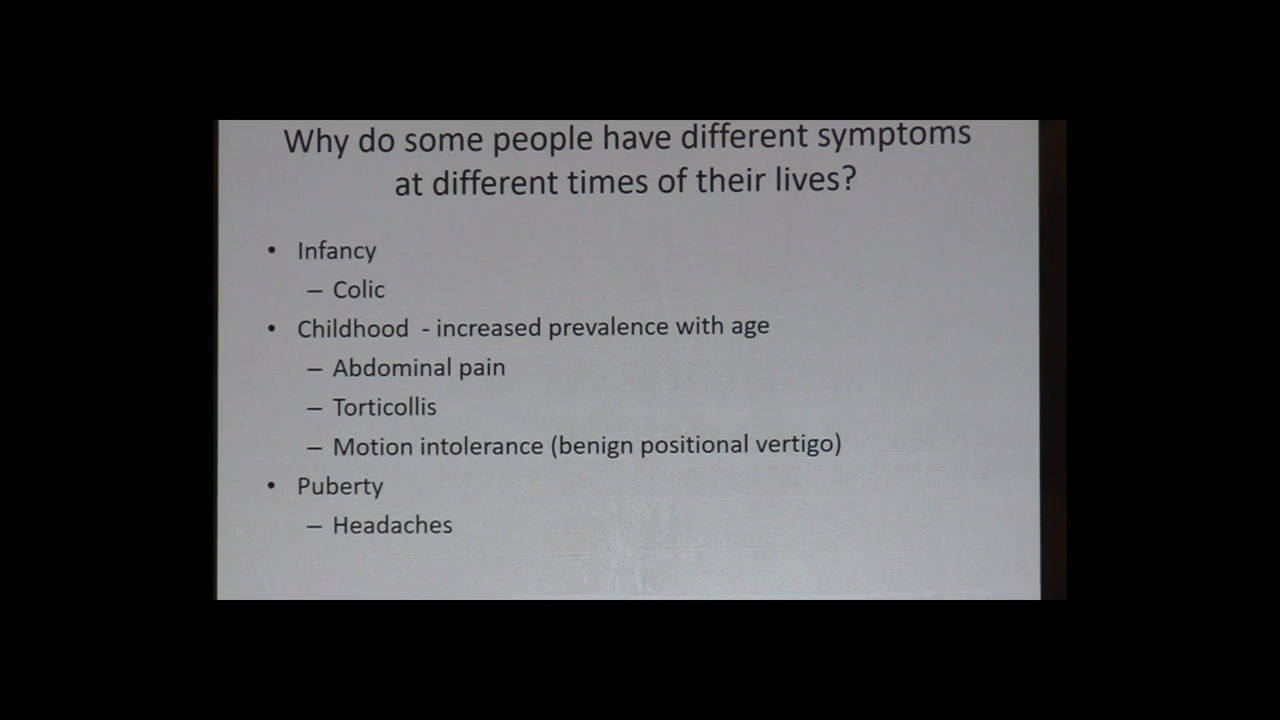 Why do some people have different symptoms
at different times of their lives?
• Infancy
– Colic
• Childhood - increased prevalence with age
– Abdominal pain
– Torticollis
– Motion intolerance (benign positional vertigo)
• Puberty
– Headaches